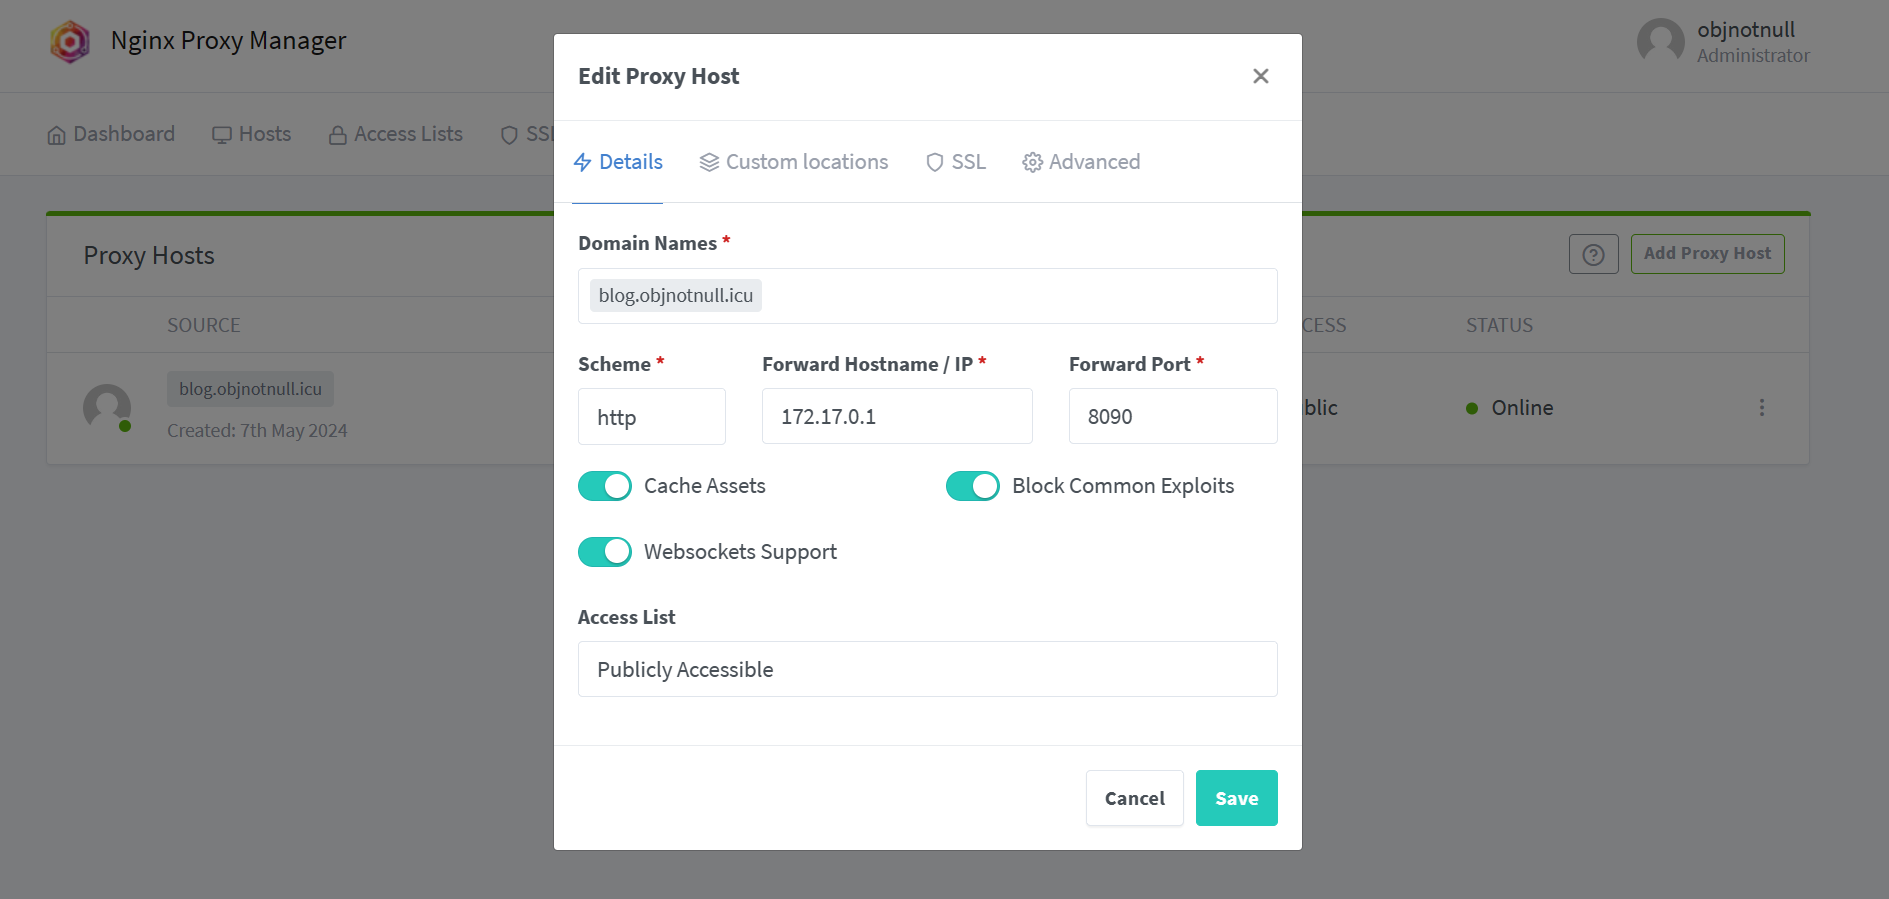 Nginx Proxy Manager
objnotnull
Administrator
Dashboard
Hosts
Access Lists
Edit Proxy Host
Details
Custom locations
SSL
Advanced
Proxy Hosts
Add Proxy Host
SOURCE
STATUS
blog.objnotnull.icu
Created: 7th May 2024
Online
Domain Names *
blog.objnotnull.icu
Scheme *
Forward Hostname / IP *
Forward Port *
http
172.17.0.1
8090
Cache Assets
Block Common Exploits
Websockets Support
Access List
Publicly Accessible
Cancel
Save